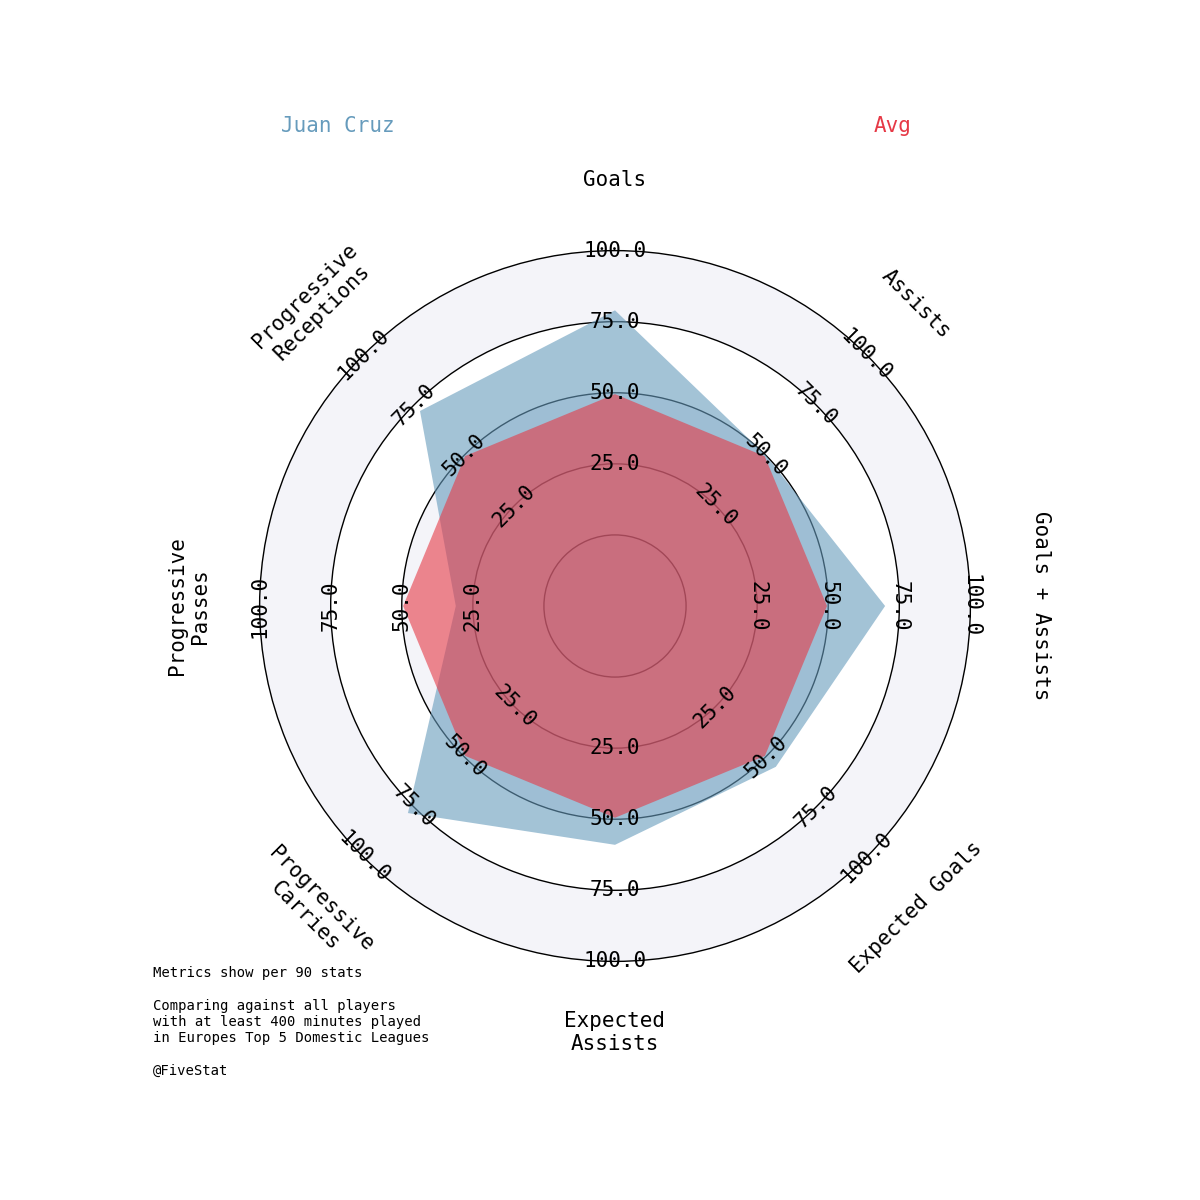 Juan Cruz
Avg
Goals
Assists
Goals + Assists
Expected Goals
Expected
Assists
Progressive
Carries
Progressive
Passes
Progressive
Receptions
25.0
50.0
75.0
100.0
25.0
50.0
75.0
100.0
25.0
50.0
75.0
100.0
25.0
50.0
75.0
100.0
25.0
50.0
75.0
100.0
25.0
50.0
75.0
100.0
25.0
50.0
75.0
100.0
25.0
50.0
75.0
100.0
Metrics show per 90 stats
Comparing against all players
with at least 400 minutes played
in Europes Top 5 Domestic Leagues
@FiveStat